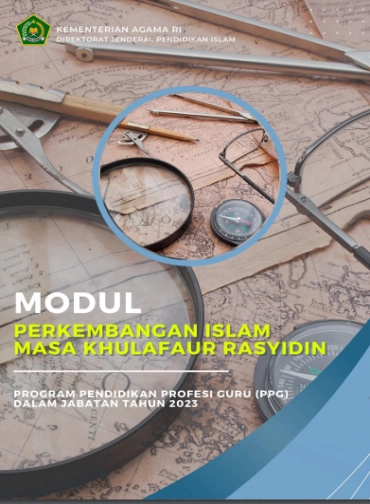 KEMENTERIAN AGAMA RI
DIREKTORAT JENDERAL PENDIDIKAN ISLAM
MODUL
PERKEMBANGAN ISLAM
MASA KHULAFAUR RASYIDIN
PROGRAM PENDIDIKAN PROFESI GURU (PPG)
DALAM JABATAN TAHUN 2023